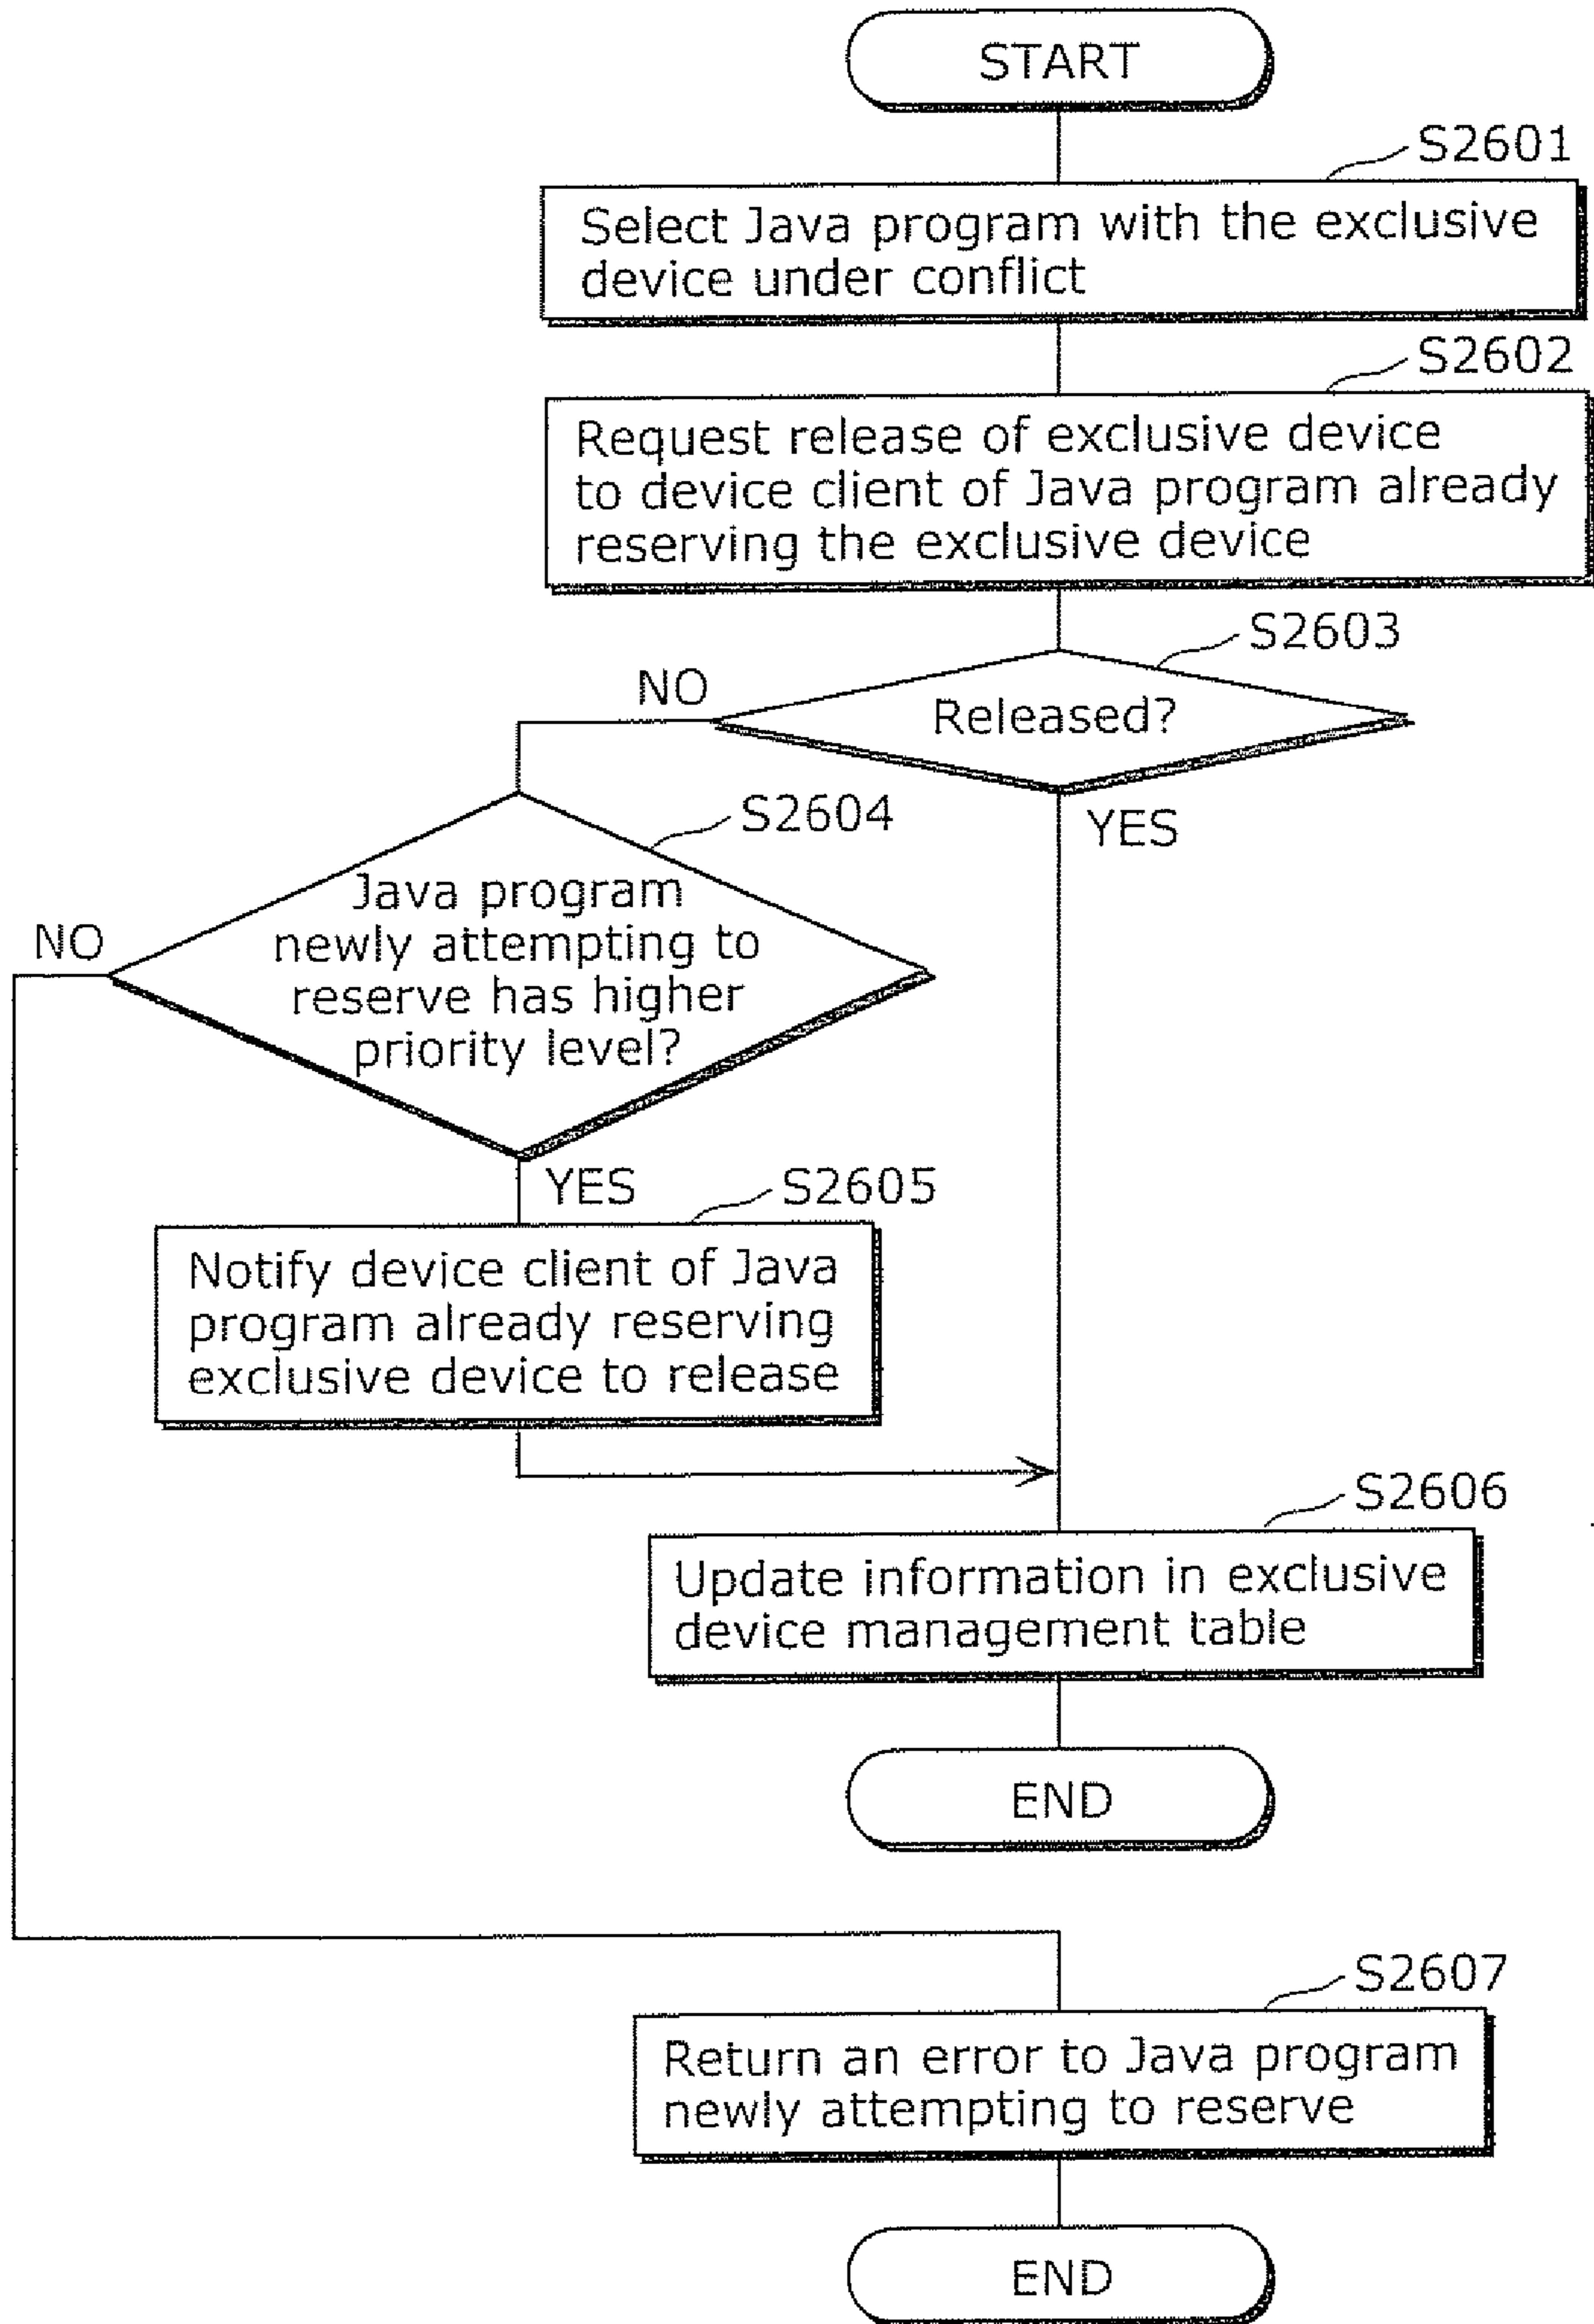 START
S2601
Select Java program with the exclusive
device under conflict
S2602
Request release of exclusive device
to device client of Java program already
reserving the exclusive device
S2603
NO
Released?
YES
S2604
NO
Java program
newly attempting to
reserve has higher
priority level?
YES
S2605
Notify device client of Java
program already reserving
exclusive device to release
S2606
Update information in exclusive
device management table
END
S2607
Return an error to Java program
newly attempting to reserve
END